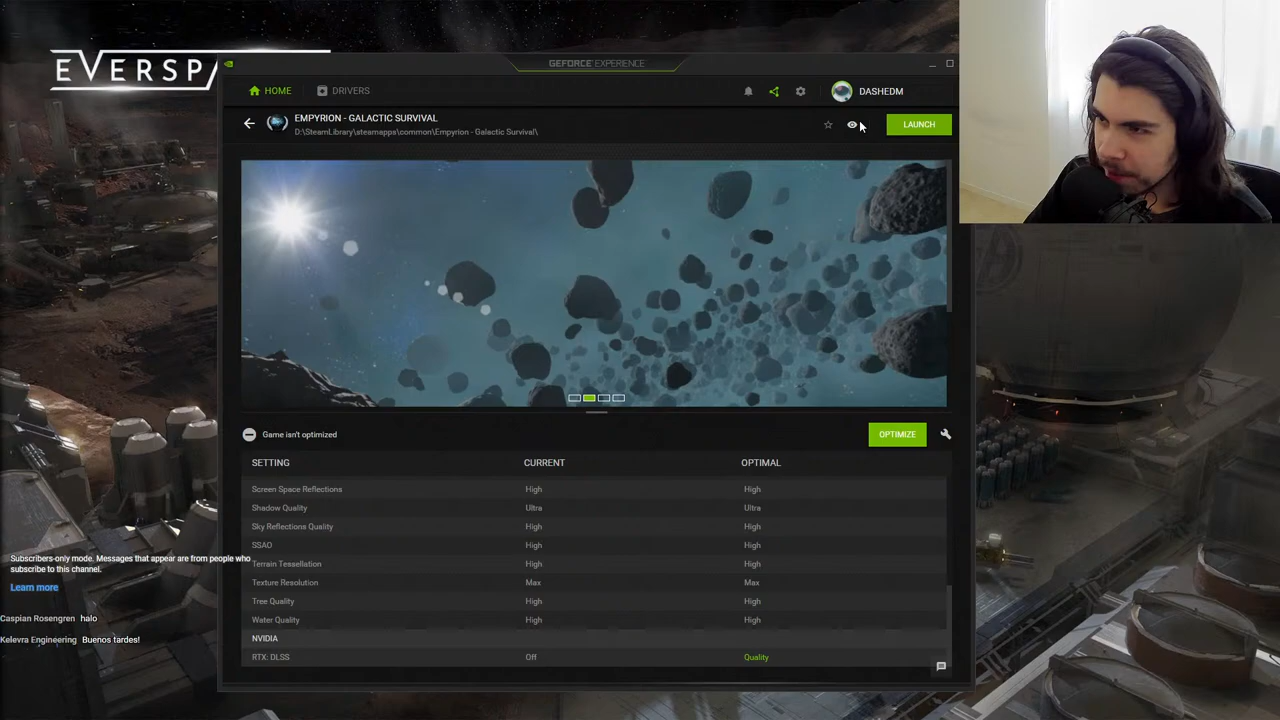 EVERSPA
GEFORCE EXPERIENCE
HOME
DRIVERS
DASHEDM
EMPYRION - GALACTIC SURVIVAL
D:\SteamLibrary\steamapps\common\Empyrion - Galactic Survival\
LAUNCH
Game isn't optimized
OPTIMIZE
SETTING CURRENT OPTIMAL
Screen Space Reflections High High
Shadow Quality Ultra Ultra
Sky Reflections Quality High High
SSAO High High
Terrain Tessellation High High
Texture Resolution Max Max
Tree Quality High High
Water Quality High High
NVIDIA
RTX: DLSS Off Quality
Subscribers-only mode. Messages that appear are from people who
subscribe to this channel.
Learn more
Caspian Rosengren halo
Kelevra Engineering Buenos tardes!